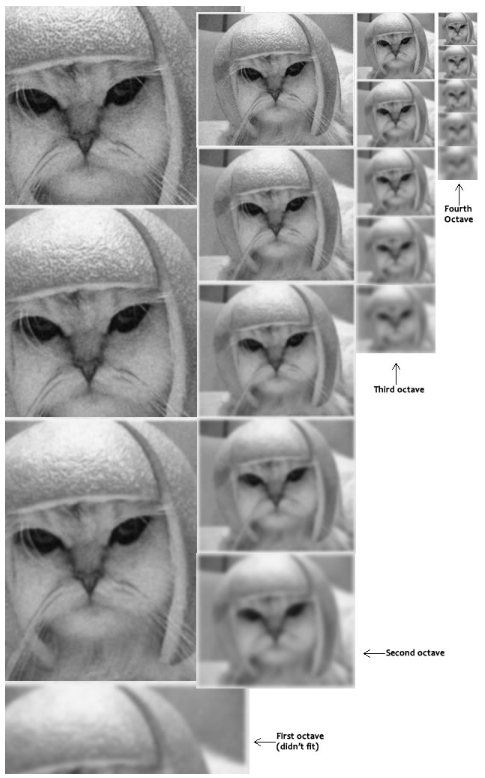 Fourth
Octave
Third octave
Second octave
First octave
(didn't fit)